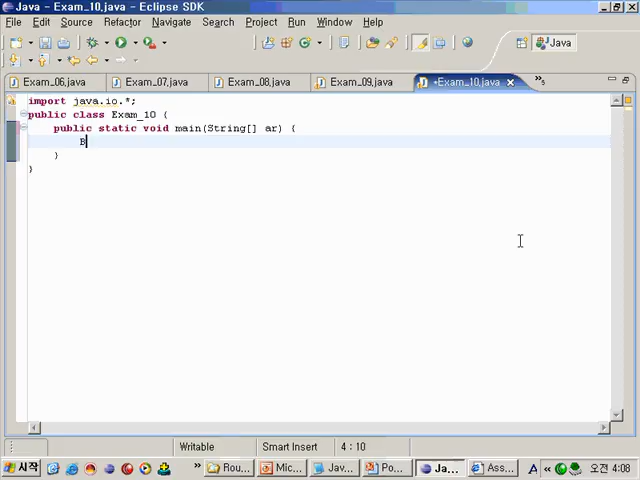 Java - Exam_10.java - Eclipse SDK
File Edit Source Refactor Navigate Search Project Run Window Help
Java
Exam_06.java Exam_07.java Exam_08.java Exam_09.java *Exam_10.java »5
import java.io.*;
public class Exam_10 {
public static void main(String[] ar) {
B
}
}
Writable Smart Insert 4 : 10
시작 » Rou... Mic... Jav... Po... Ja... Ass... A « 오전 4:08